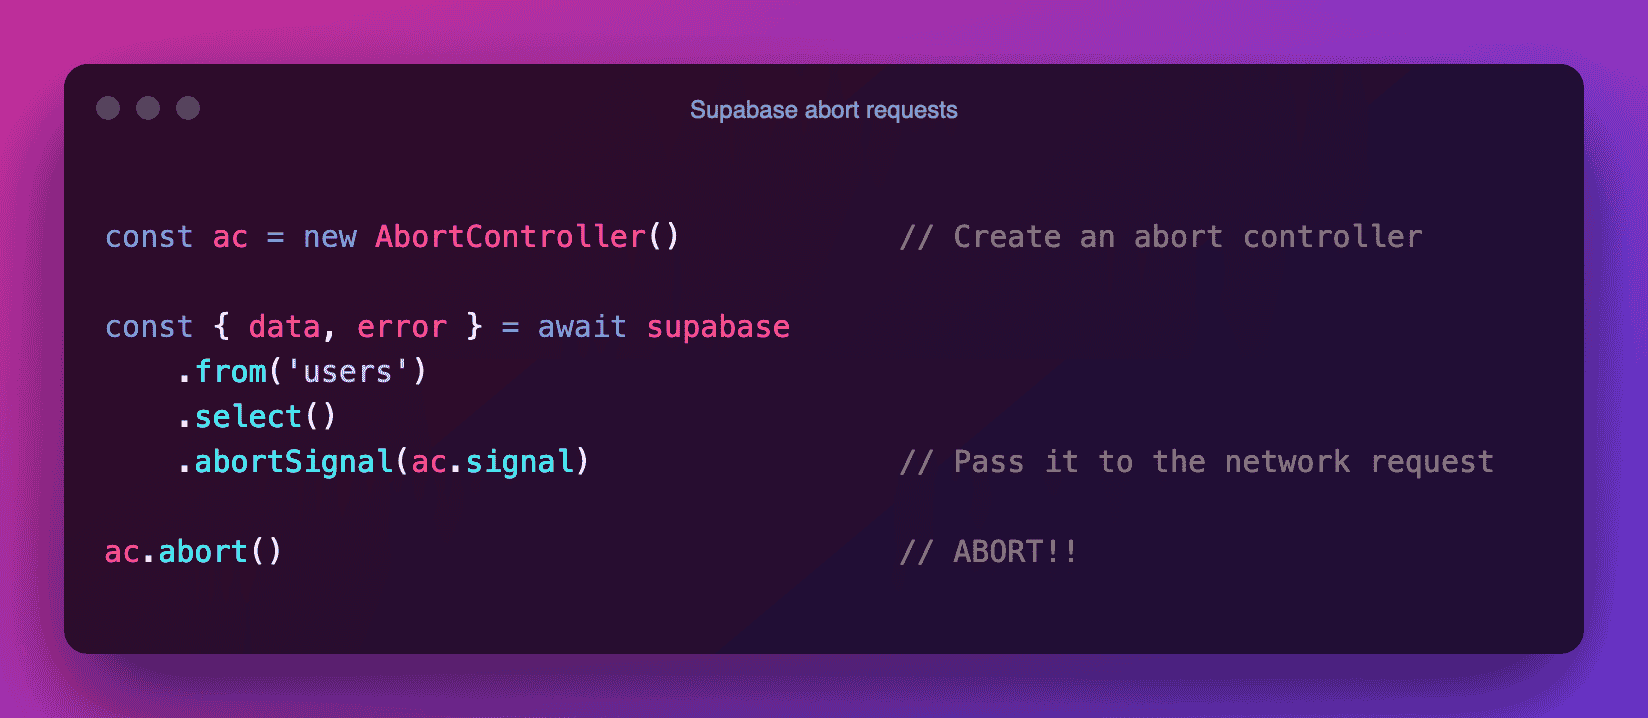 Supabase abort requests
const ac = new AbortController() // Create an abort controller
const { data, error } = await supabase
.from('users')
.select()
.abortSignal(ac.signal) // Pass it to the network request
ac.abort() // ABORT!!